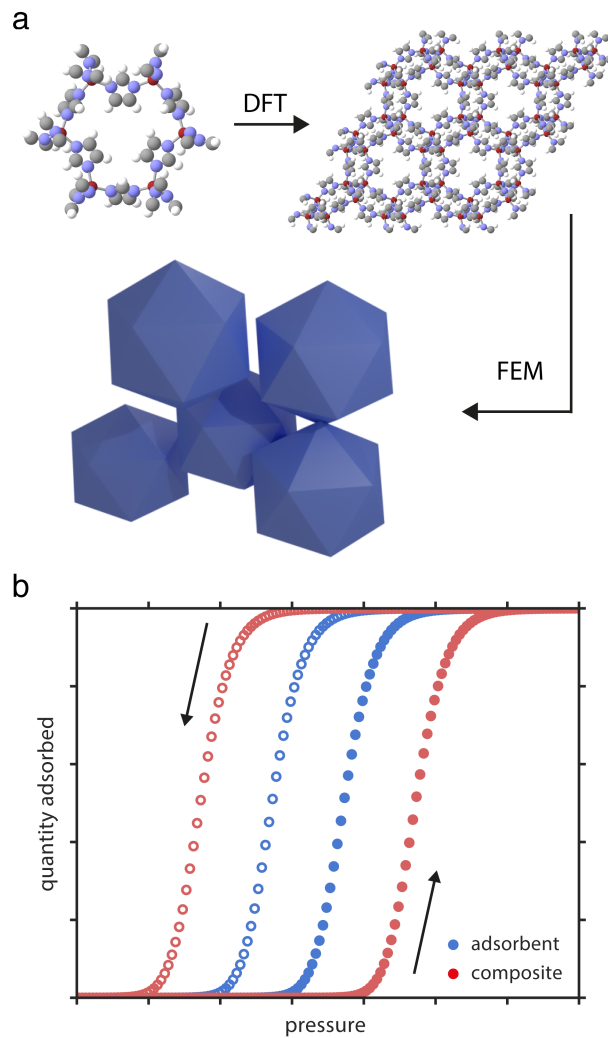 a
DFT
FEM
b
quantity adsorbed
adsorbent
composite
pressure